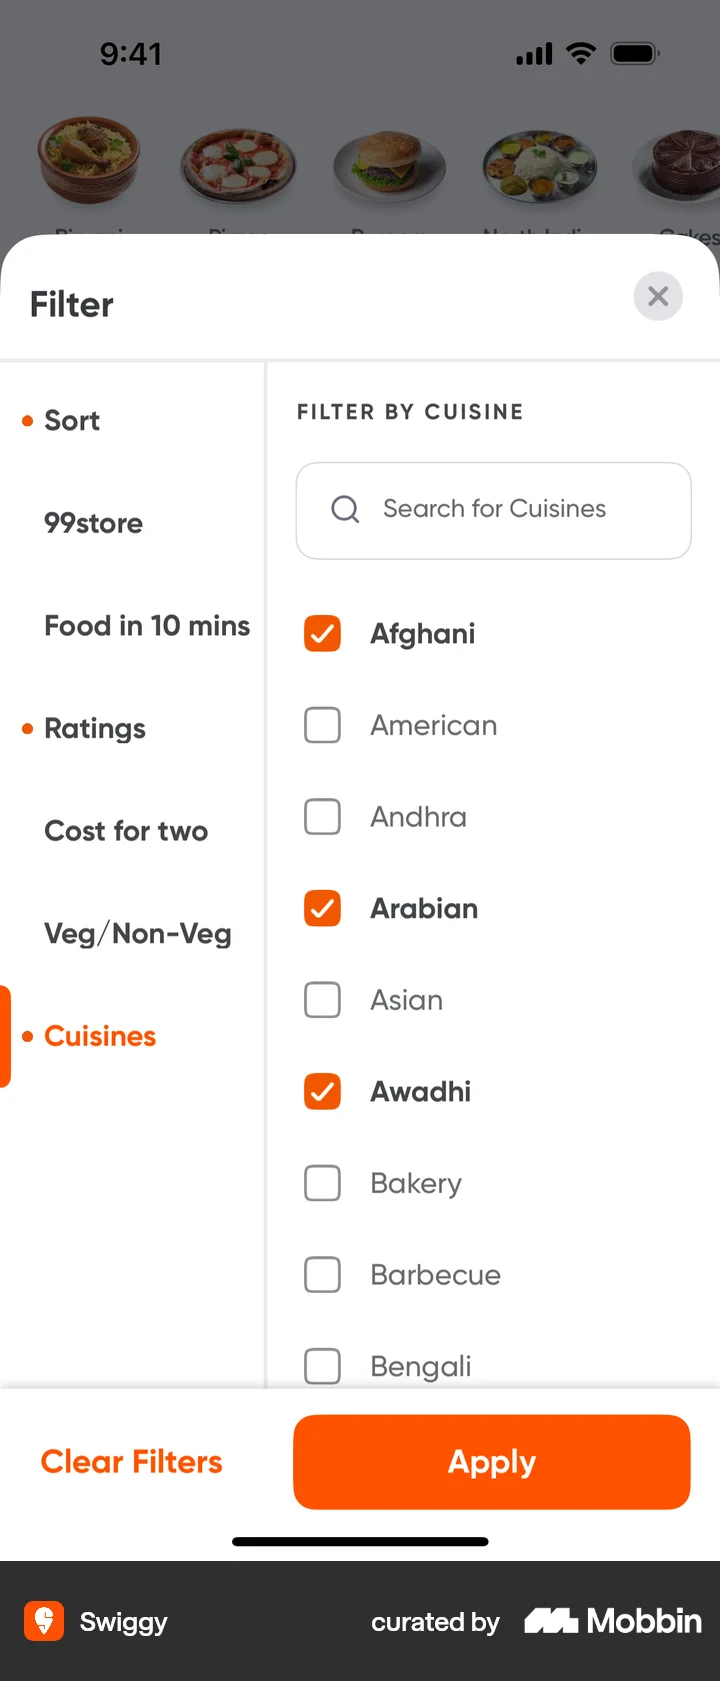 9:41
Filter
Sort
99store
Food in 10 mins
Ratings
Cost for two
Veg/Non-Veg
Cuisines
FILTER BY CUISINE
Search for Cuisines
Afghani
American
Andhra
Arabian
Asian
Awadhi
Bakery
Barbecue
Bengali
Clear Filters
Apply
Swiggy
curated by Mobbin